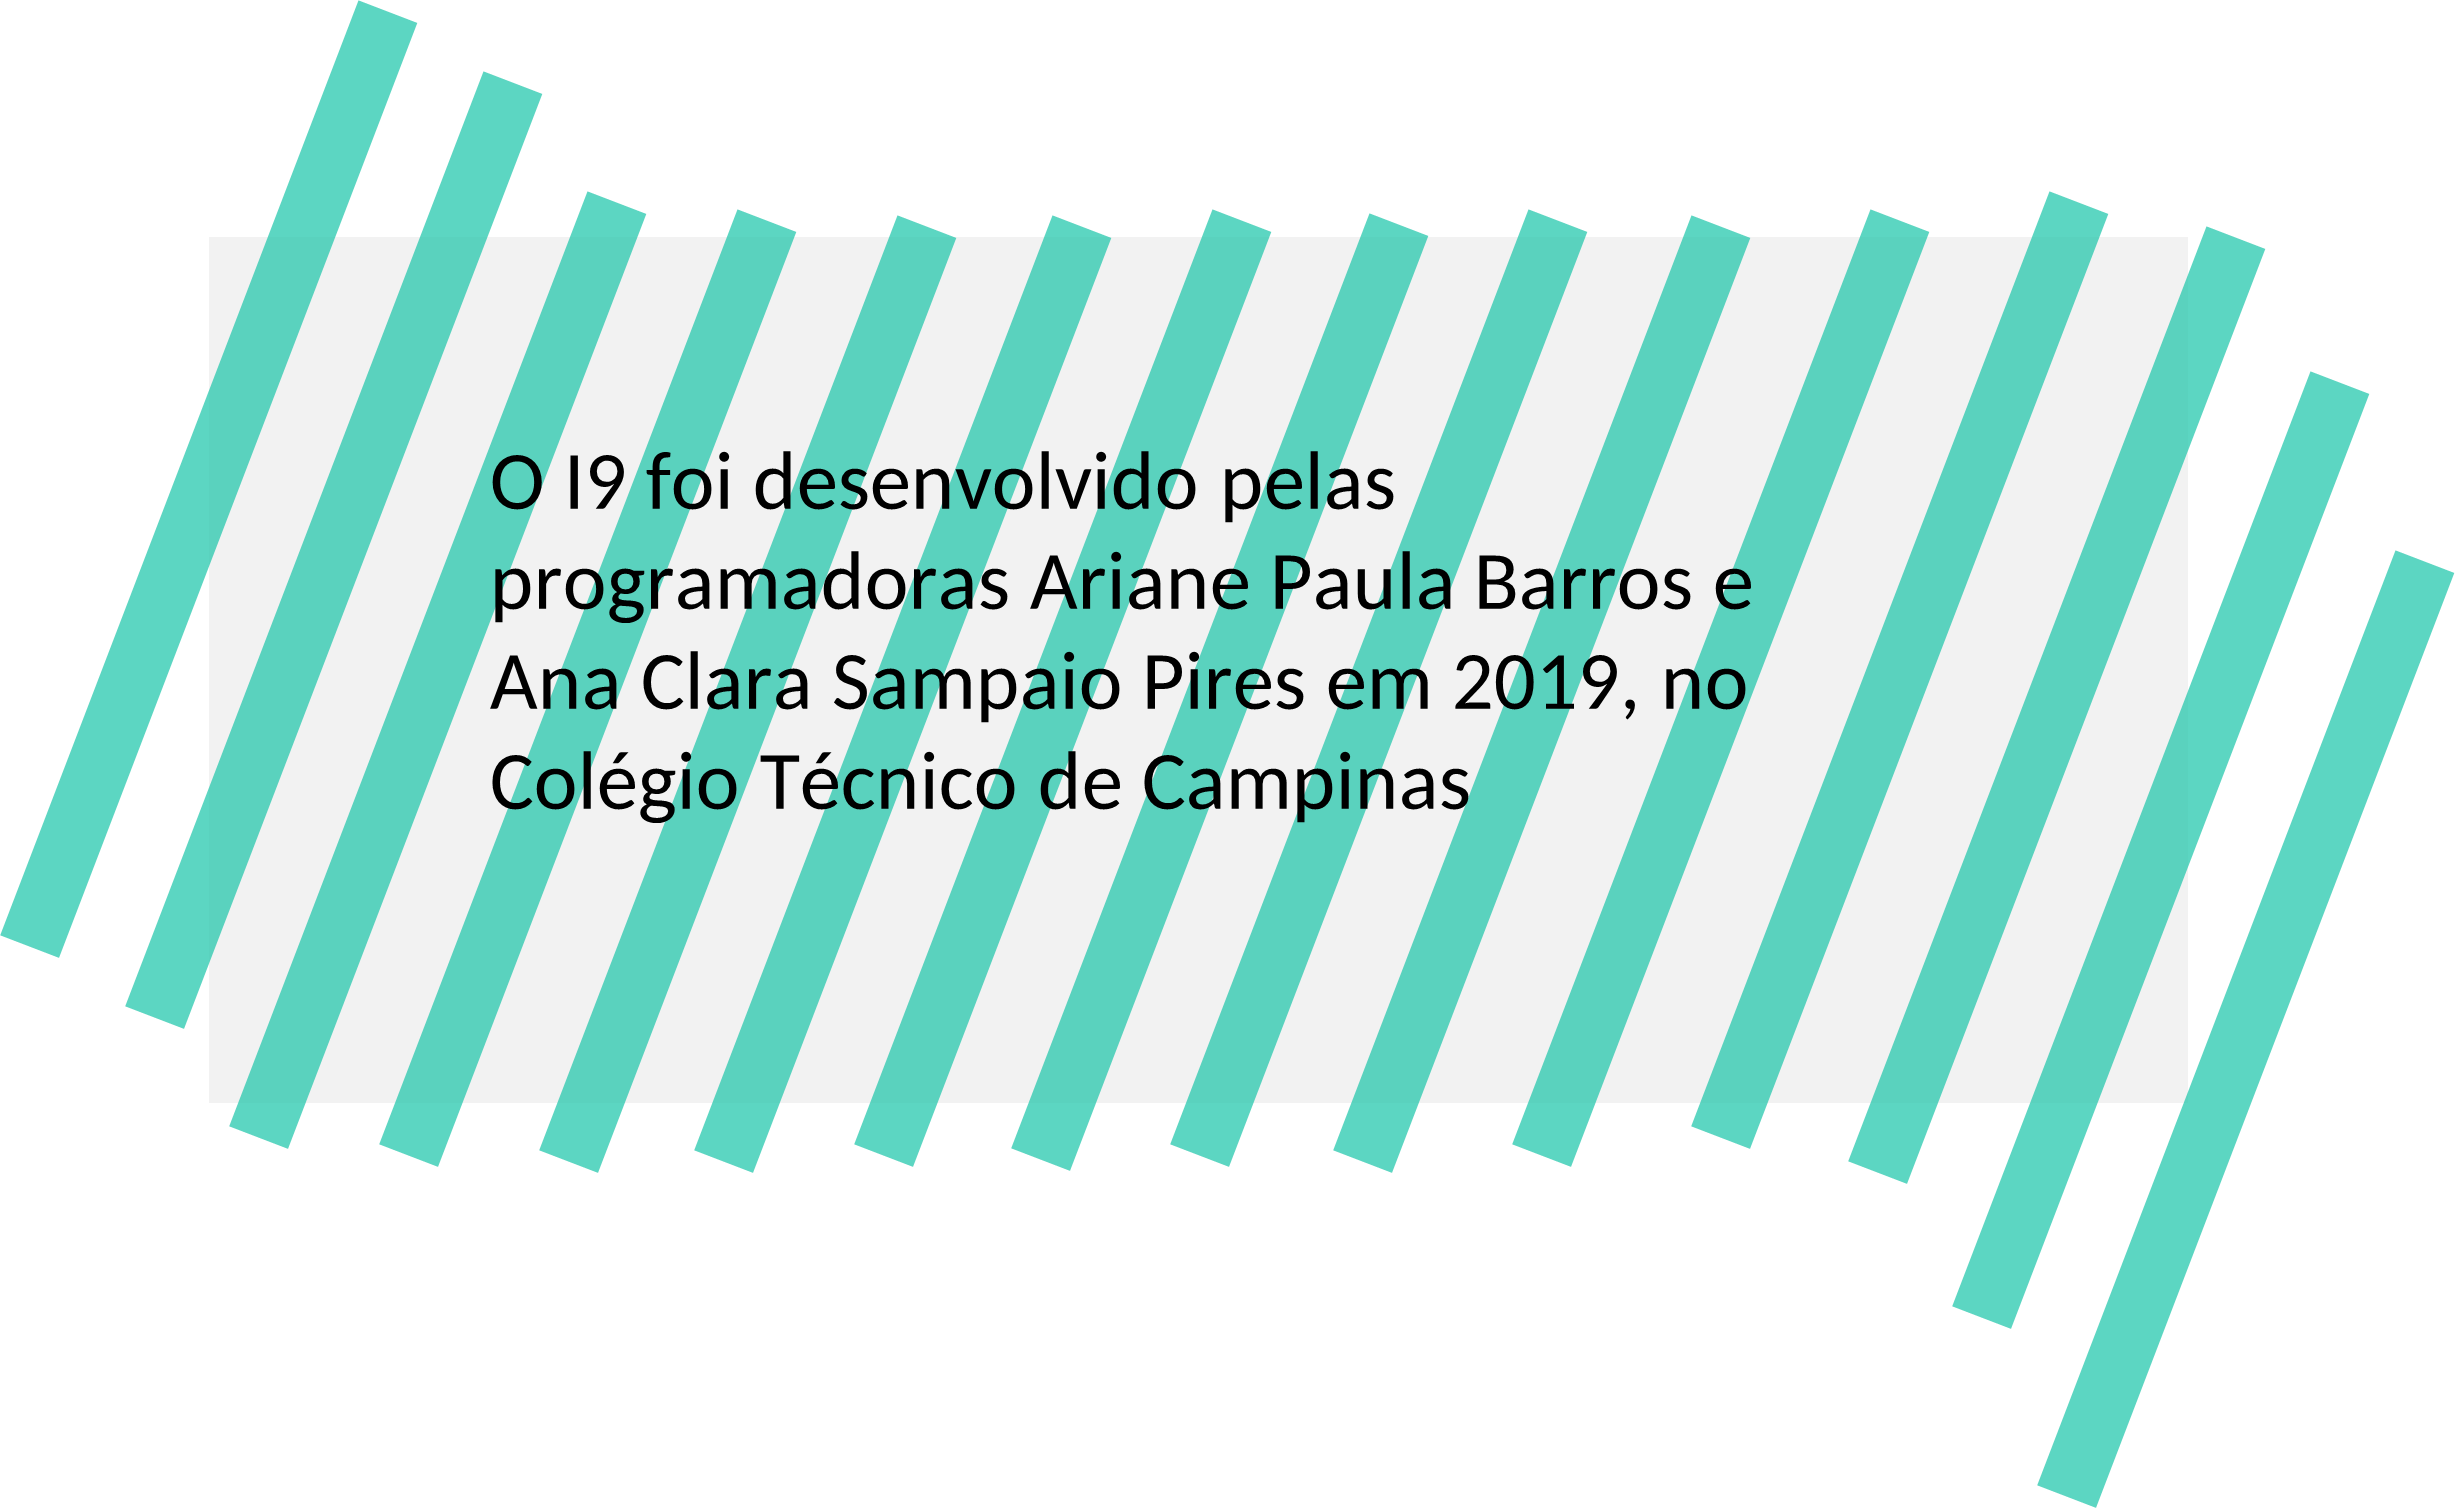 O I9 foi desenvolvido pelas
programadoras Ariane Paula Barros e
Ana Clara Sampaio Pires em 2019, no
Colégio Técnico de Campinas